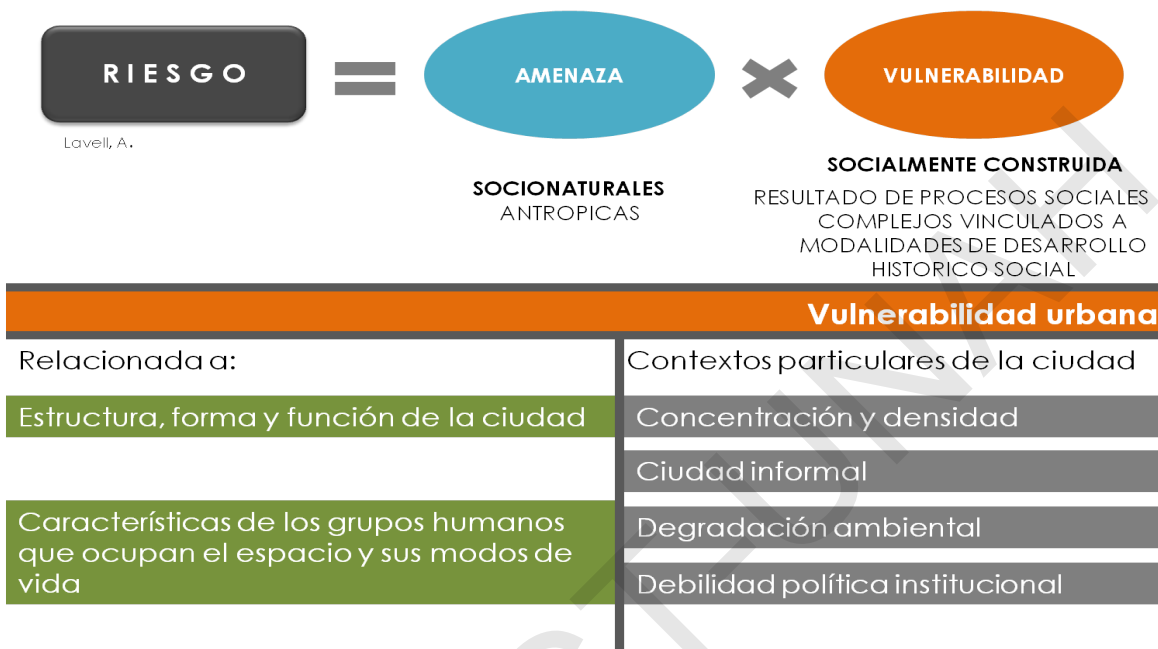 RIESGO
AMENAZA
VULNERABILIDAD
Lavell, A.
SOCIONATURALES
ANTROPICAS
SOCIALMENTE CONSTRUIDA
RESULTADO DE PROCESOS SOCIALES
COMPLEJOS VINCULADOS A
MODALIDADES DE DESARROLLO
HISTORICO SOCIAL
Vulnerabilidad urbana
Relacionada a:
Estructura, forma y función de la ciudad
Características de los grupos humanos
que ocupan el espacio y sus modos de
vida
Contextos particulares de la ciudad
Concentración y densidad
Ciudad informal
Degradación ambiental
Debilidad política institucional
ST-UNAH